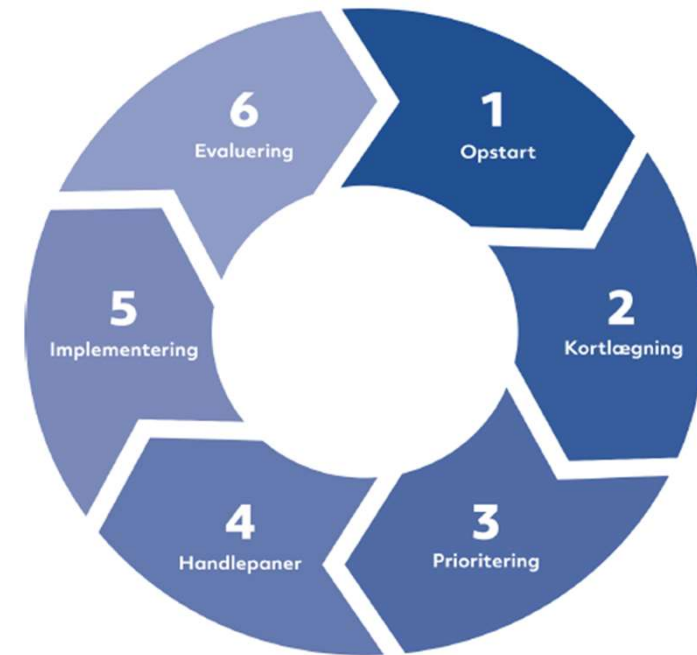 1
Opstart
2
Kortlægning
3
Prioritering
4
Handlepaner
5
Implementering
6
Evaluering